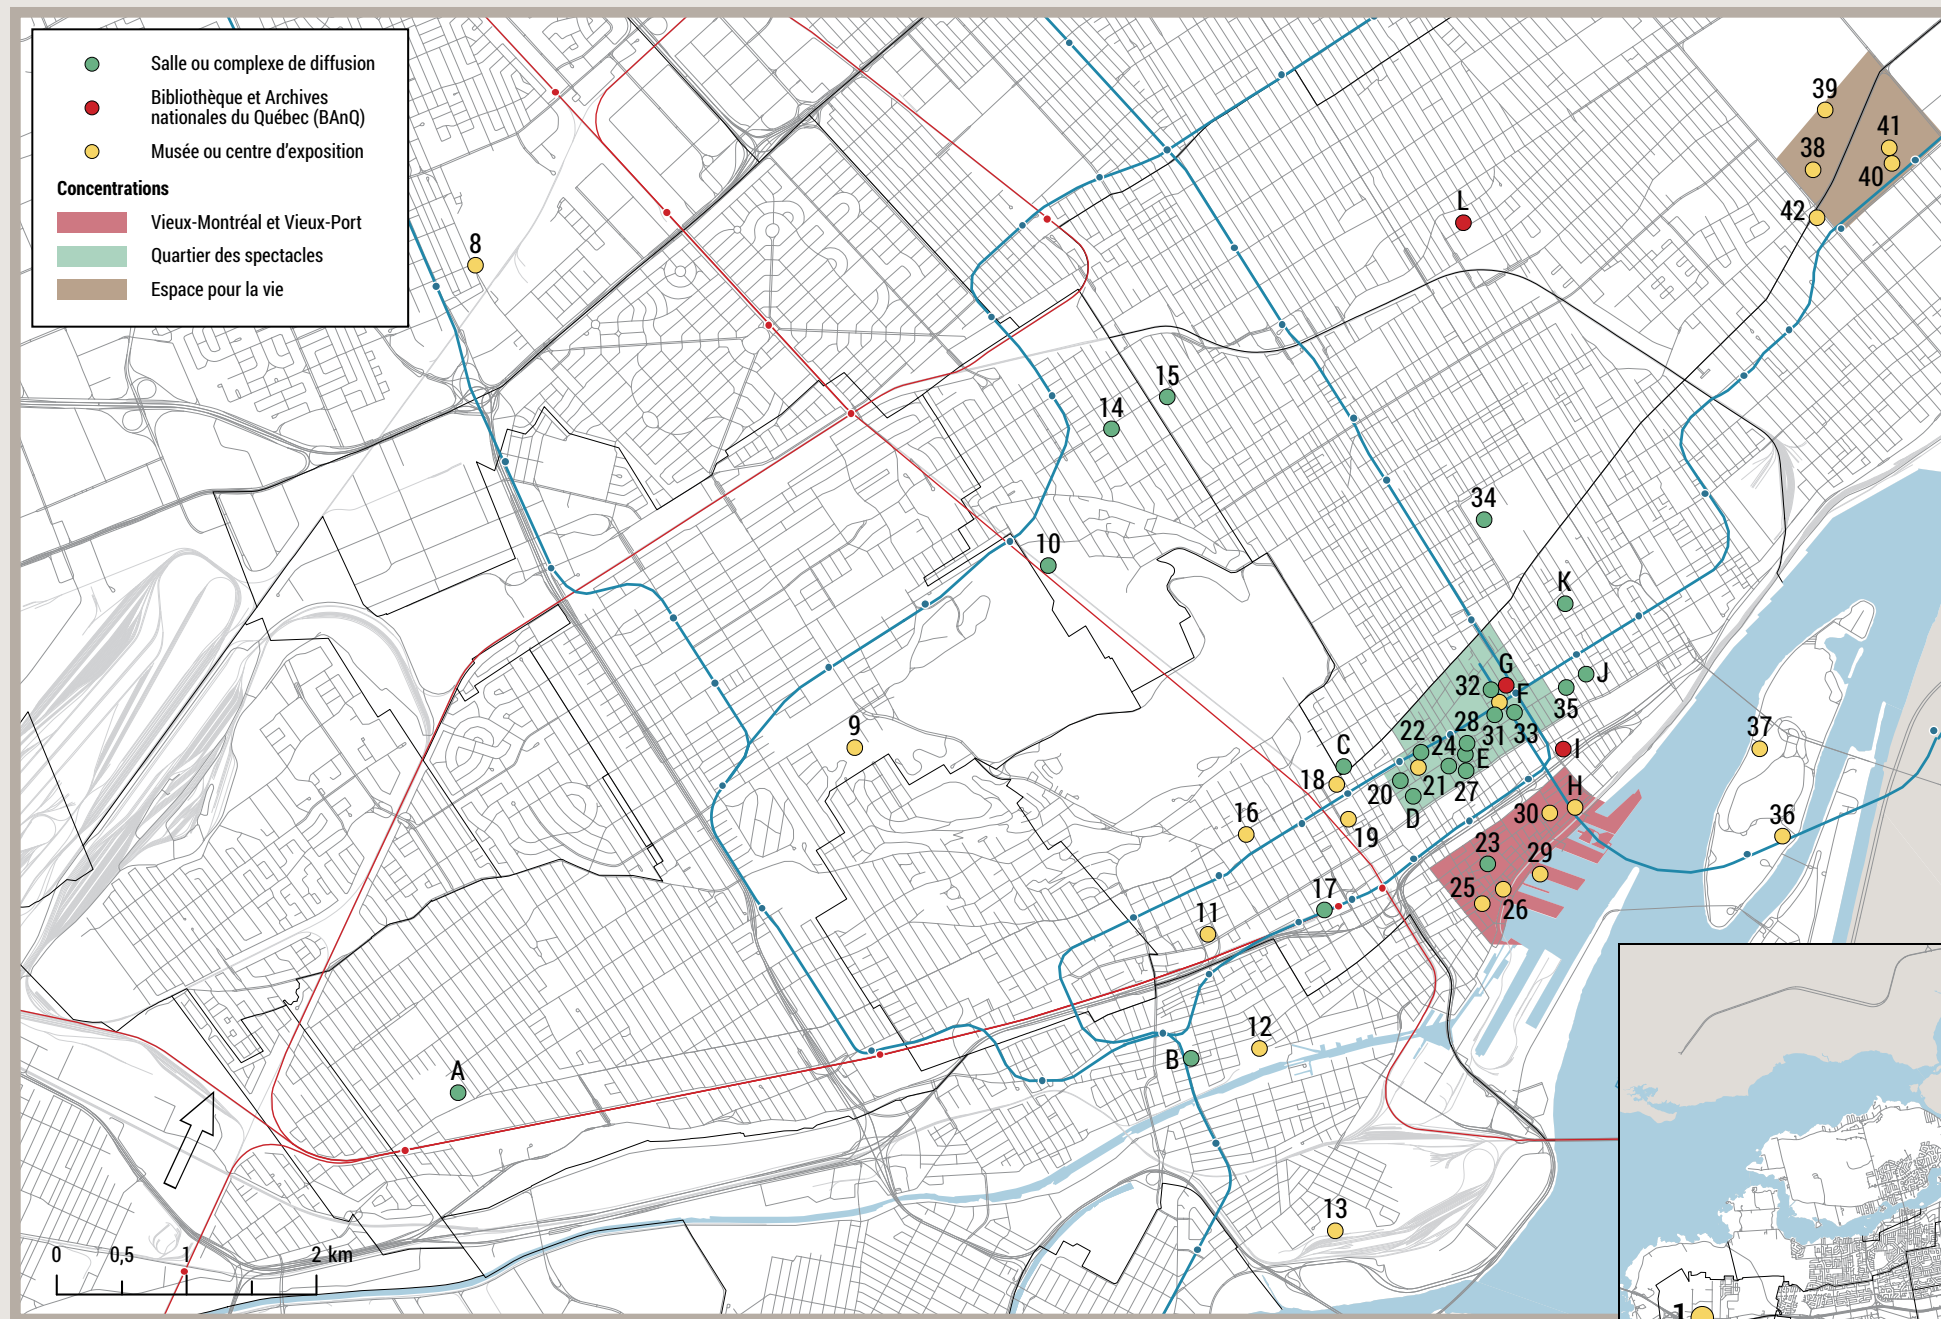 Salle ou complexe de diffusion
Bibliothèque et Archives
nationales du Québec (BAnQ)
Musée ou centre d'exposition
Concentrations
Vieux-Montréal et Vieux-Port
Quartier des spectacles
Espace pour la vie
39
41
38
40
42
L
8
15
14
34
10
K
G
32
F
J
35
28
31
33
22
24
E
I
37
9
C
18
20
21
27
D
H
30
16
19
36
23
29
25
26
17
11
12
B
A
13
0
0,5
1
2 km
1